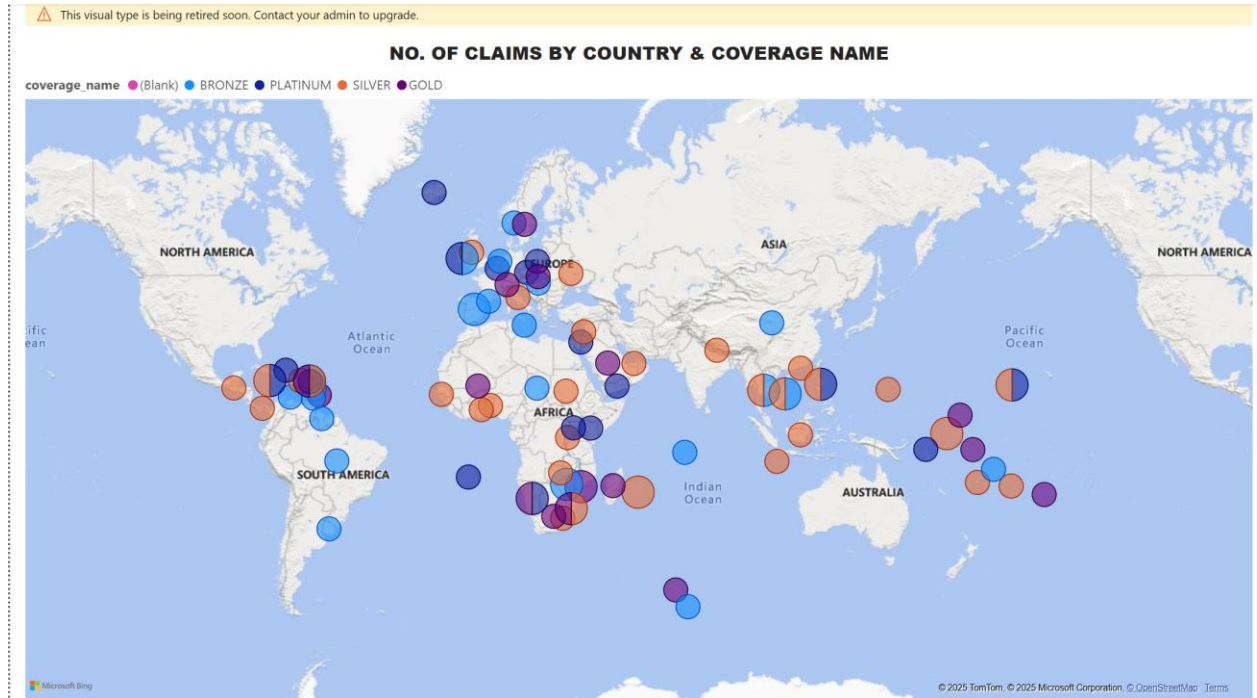 This visual type is being retired soon. Contact your admin to upgrade.
NO. OF CLAIMS BY COUNTRY & COVERAGE NAME
coverage_name (Blank) BRONZE PLATINUM SILVER GOLD
NORTH AMERICA
EUROPE
ASIA
NORTH AMERICA
Atlantic
Ocean
Pacific
Ocean
AFRICA
SOUTH AMERICA
Indian
Ocean
AUSTRALIA
Microsoft Bing
© 2025 TomTom, © 2025 Microsoft Corporation, © OpenStreetMap Terms